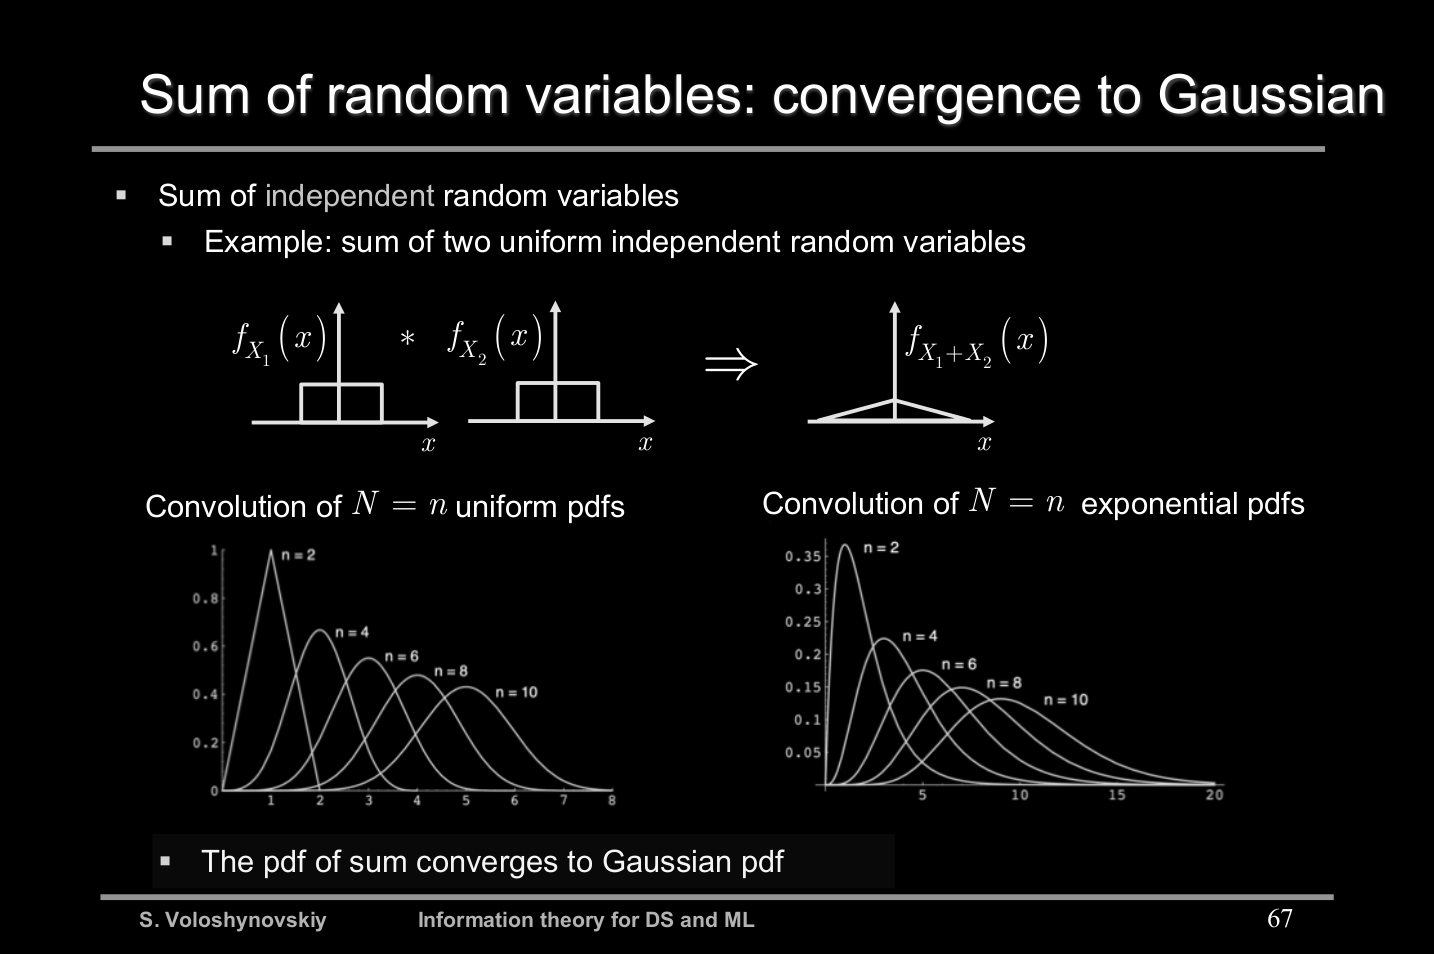 Sum of random variables: convergence to Gaussian
▪ Sum of independent random variables
▪ Example: sum of two uniform independent random variables
f_{X_1}(x) * f_{X_2}(x) ⇒ f_{X_1+X_2}(x)
x x x
Convolution of N = n uniform pdfs
1
0.8
0.6
0.4
0.2
0
n = 2
n = 4
n = 6
n = 8
n = 10
1 2 3 4 5 6 7 8
Convolution of N = n exponential pdfs
0.35
0.3
0.25
0.2
0.15
0.1
0.05
n = 2
n = 4
n = 6
n = 8
n = 10
5 10 15 20
▪ The pdf of sum converges to Gaussian pdf
S. Voloshynovskiy Information theory for DS and ML 67